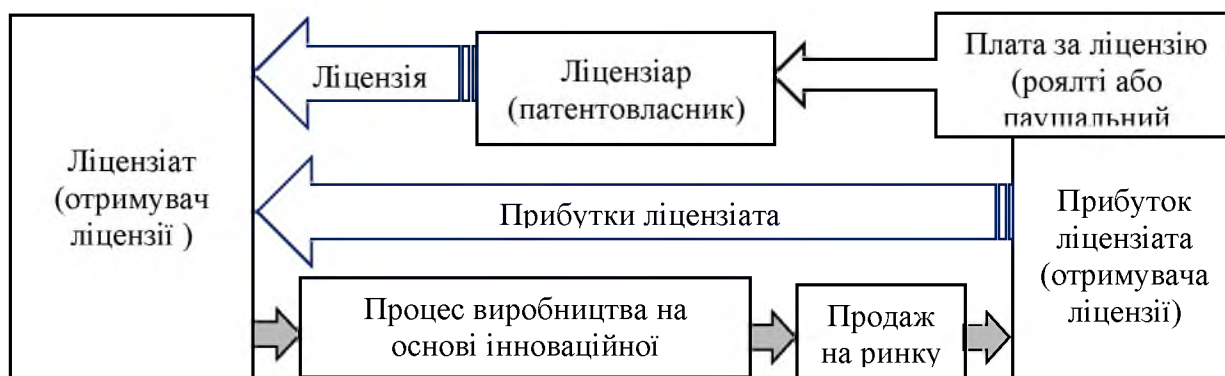 Ліцензіат
(отримувач
ліцензії )
Ліцензія
Ліцензіар
(патентовласник)
Плата за ліцензію
(роялті або
паушальний
Прибутки ліцензіата
Прибуток
ліцензіата
(отримувача
ліцензії)
Процес виробництва на
основі інноваційної
Продаж
на ринку